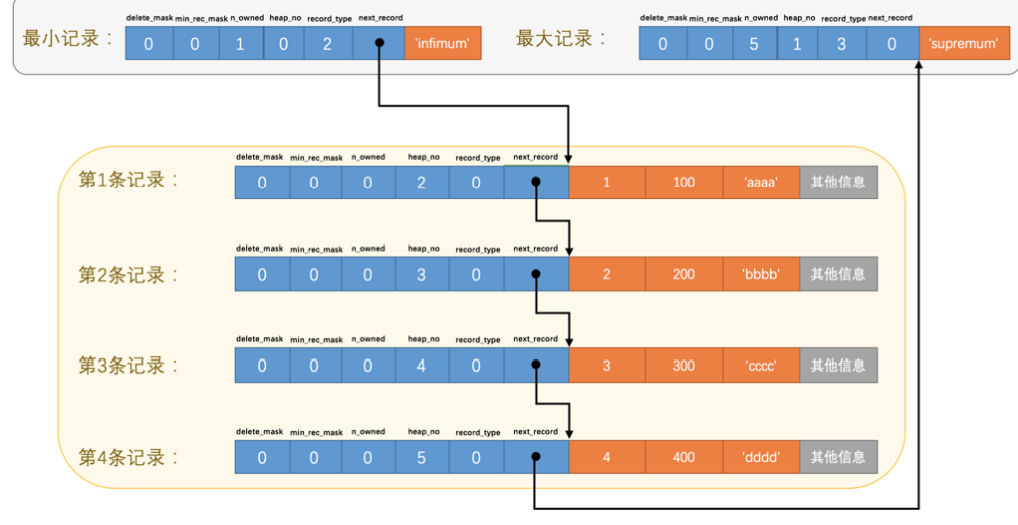 delete_mask min_rec_mask n_owned heap_no record_type next_record
最小记录： 0 0 1 0 2 'infimum'
delete_mask min_rec_mask n_owned heap_no record_type next_record
最大记录： 0 0 5 1 3 0 'supremum'
delete_mask min_rec_mask n_owned heap_no record_type next_record
第1条记录： 0 0 0 2 0 1 100 'aaaa' 其他信息
delete_mask min_rec_mask n_owned heap_no record_type next_record
第2条记录： 0 0 0 3 0 2 200 'bbbb' 其他信息
delete_mask min_rec_mask n_owned heap_no record_type next_record
第3条记录： 0 0 0 4 0 3 300 'cccc' 其他信息
delete_mask min_rec_mask n_owned heap_no record_type next_record
第4条记录： 0 0 0 5 0 4 400 'dddd' 其他信息